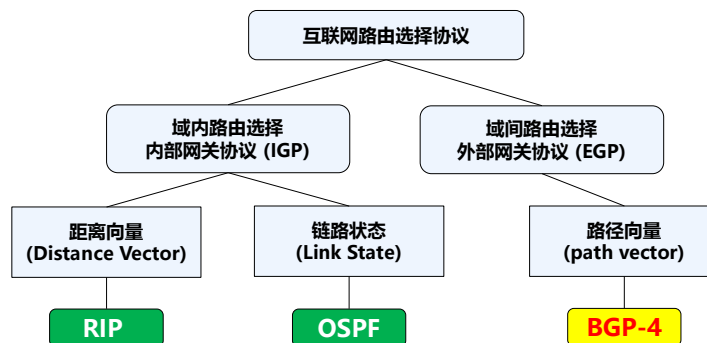 互联网路由选择协议
域内路由选择
内部网关协议 (IGP)
域间路由选择
外部网关协议 (EGP)
距离向量
(Distance Vector)
链路状态
(Link State)
路径向量
(path vector)
RIP
OSPF
BGP-4